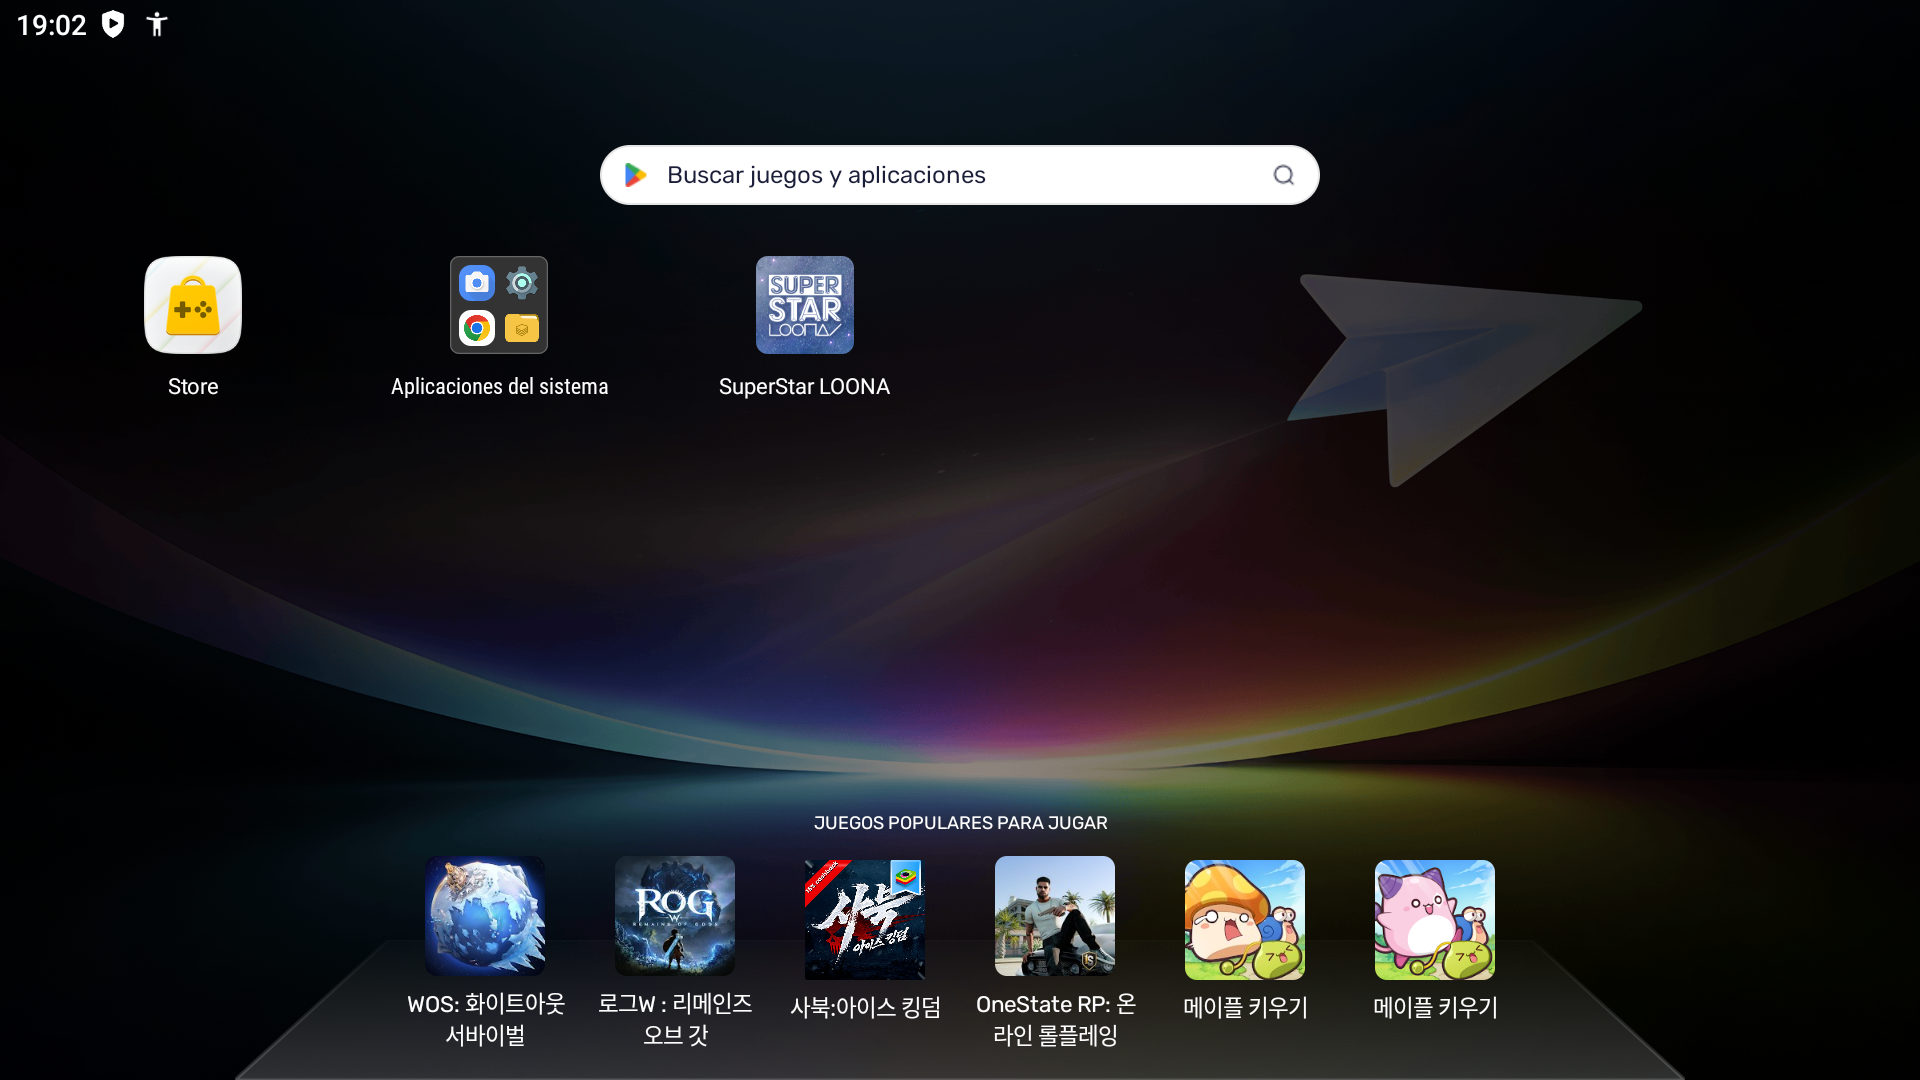 19:02
Buscar juegos y aplicaciones
SUPER
STAR
LOONA
Store
Aplicaciones del sistema
SuperStar LOONA
JUEGOS POPULARES PARA JUGAR
ROG
W
REMAINS OF GODS
사북
아이스 킹덤
WOS: 화이트아웃
서바이벌
로그W : 리메인즈
오브 갓
사북:아이스 킹덤
OneState RP: 온
라인 롤플레잉
메이플 키우기
메이플 키우기